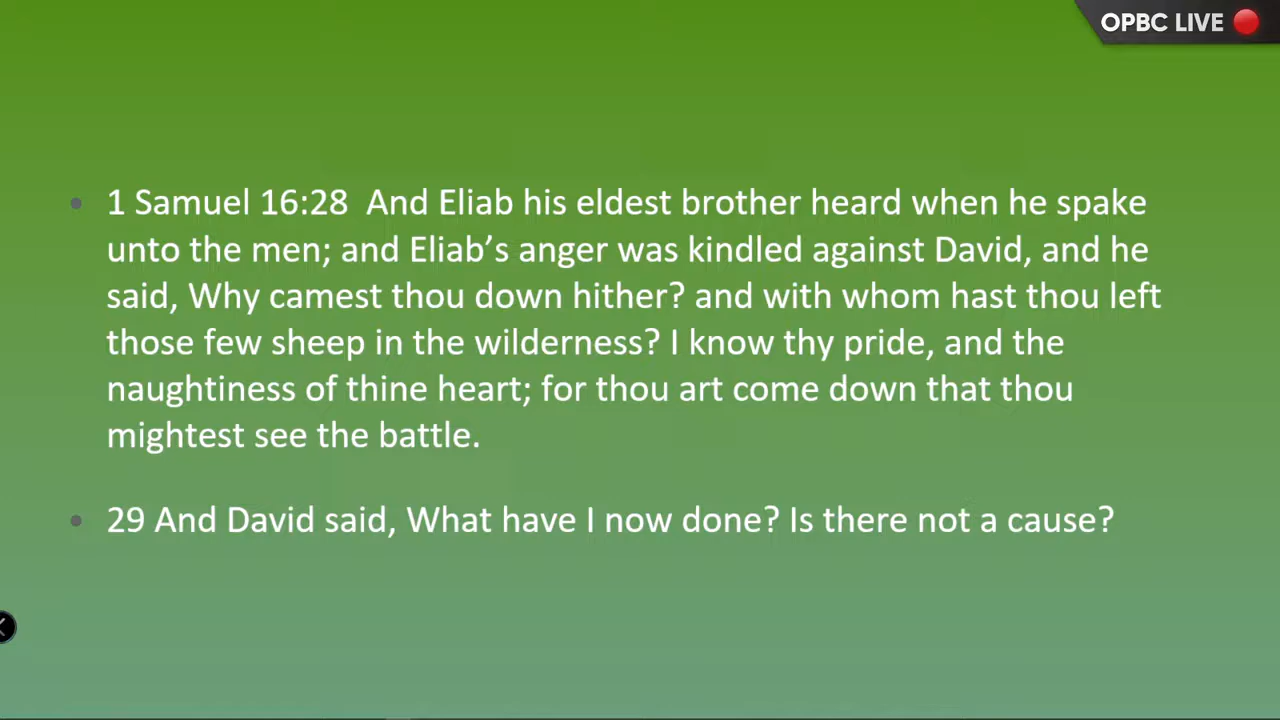 OPBC LIVE
• 1 Samuel 16:28  And Eliab his eldest brother heard when he spake
unto the men; and Eliab’s anger was kindled against David, and he
said, Why camest thou down hither? and with whom hast thou left
those few sheep in the wilderness? I know thy pride, and the
naughtiness of thine heart; for thou art come down that thou
mightest see the battle.
• 29 And David said, What have I now done? Is there not a cause?